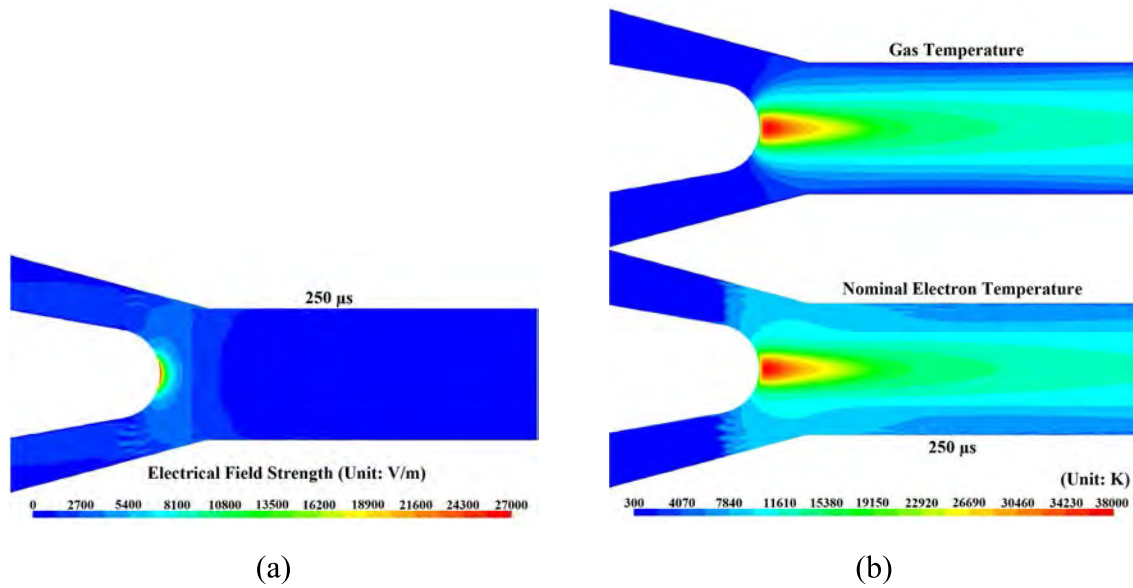 250 μs
Electrical Field Strength (Unit: V/m)
0 2700 5400 8100 10800 13500 16200 18900 21600 24300 27000
(a)
Gas Temperature
Nominal Electron Temperature
250 μs
(Unit: K)
300 4070 7840 11610 15380 19150 22920 26690 30460 34230 38000
(b)